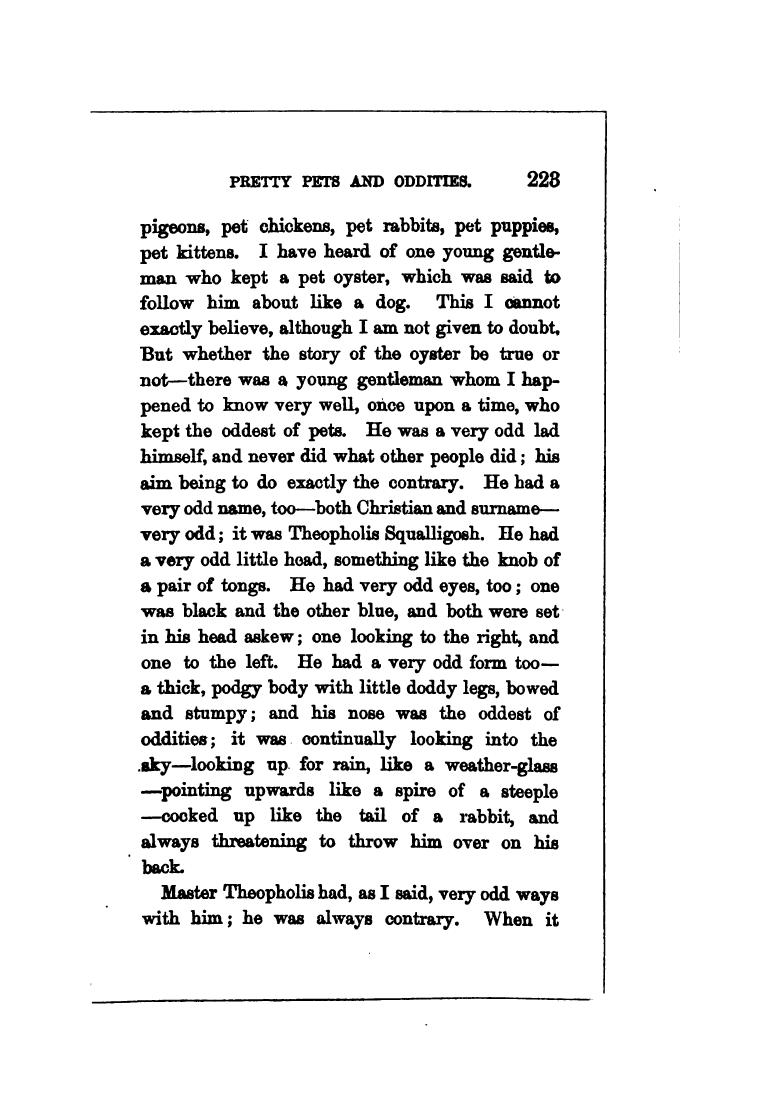 PRETTY PETS AND ODDITIES. 223
pigeons, pet chickens, pet rabbits, pet puppies,
pet kittens. I have heard of one young gentle-
man who kept a pet oyster, which was said to
follow him about like a dog. This I cannot
exactly believe, although I am not given to doubt.
But whether the story of the oyster be true or
not—there was a young gentleman whom I hap-
pened to know very well, once upon a time, who
kept the oddest of pets. He was a very odd lad
himself, and never did what other people did; his
aim being to do exactly the contrary. He had a
very odd name, too—both Christian and surname—
very odd; it was Theopholis Squalligosh. He had
a very odd little head, something like the knob of
a pair of tongs. He had very odd eyes, too; one
was black and the other blue, and both were set
in his head askew; one looking to the right, and
one to the left. He had a very odd form too—
a thick, podgy body with little doddy legs, bowed
and stumpy; and his nose was the oddest of
oddities; it was continually looking into the
sky—looking up for rain, like a weather-glass
—pointing upwards like a spire of a steeple
—cocked up like the tail of a rabbit, and
always threatening to throw him over on his
back.
Master Theopholis had, as I said, very odd ways
with him; he was always contrary. When it